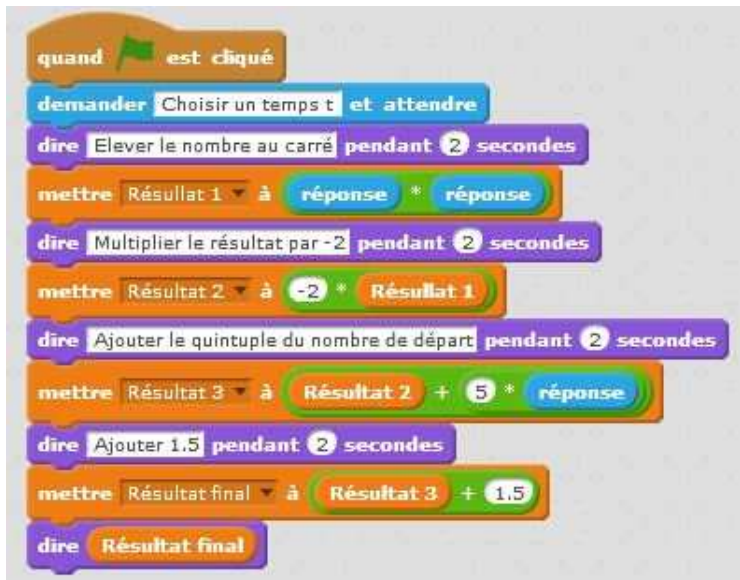 quand est cliqué
demander Choisir un temps t et attendre
dire Elever le nombre au carré pendant 2 secondes
mettre Résullat 1 à réponse * réponse
dire Multiplier le résultat par -2 pendant 2 secondes
mettre Résultat 2 à -2 * Résullat 1
dire Ajouter le quintuple du nombre de départ pendant 2 secondes
mettre Résultat 3 à Résultat 2 + 5 * réponse
dire Ajouter 1.5 pendant 2 secondes
mettre Résultat final à Résultat 3 + 1.5
dire Résultat final